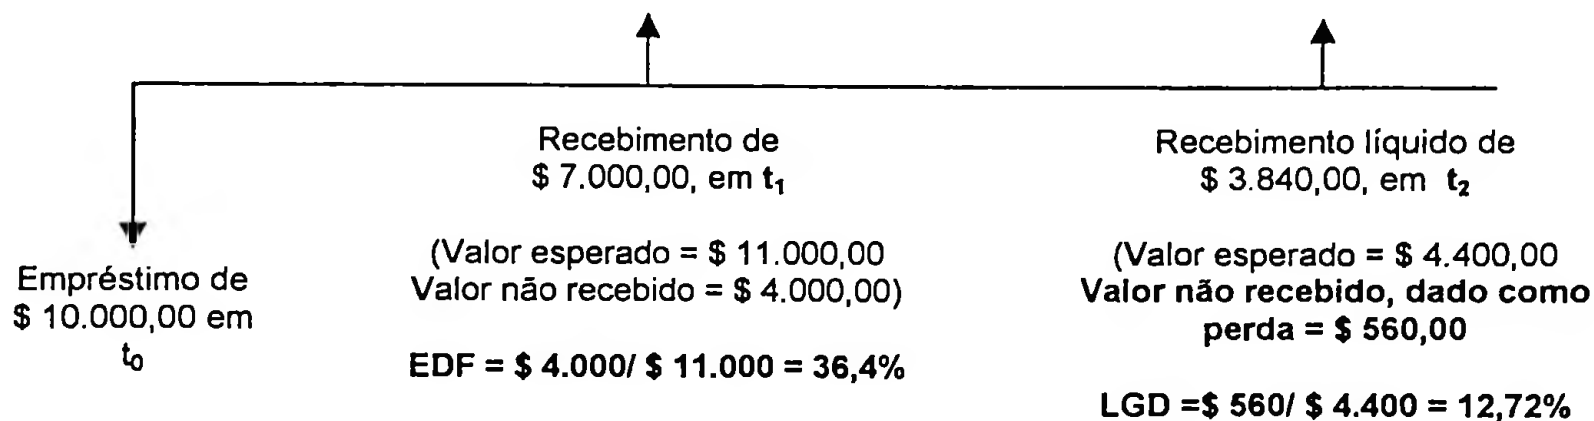 Empréstimo de
$ 10.000,00 em
t0
Recebimento de
$ 7.000,00, em t1
(Valor esperado = $ 11.000,00
Valor não recebido = $ 4.000,00)
EDF = $ 4.000/ $ 11.000 = 36,4%
Recebimento líquido de
$ 3.840,00, em t2
(Valor esperado = $ 4.400,00
Valor não recebido, dado como
perda = $ 560,00
LGD =$ 560/ $ 4.400 = 12,72%